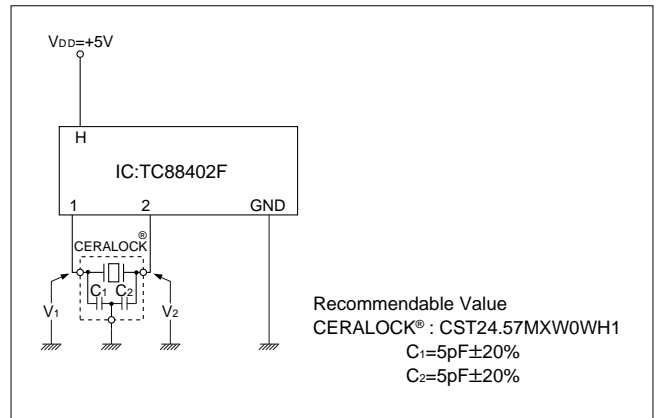 VDD=+5V
H
IC:TC88402F
1 2 GND
CERALOCK®
C1 C2
V1 V2
Recommendable Value
CERALOCK® : CST24.57MXW0WH1
C1=5pF±20%
C2=5pF±20%